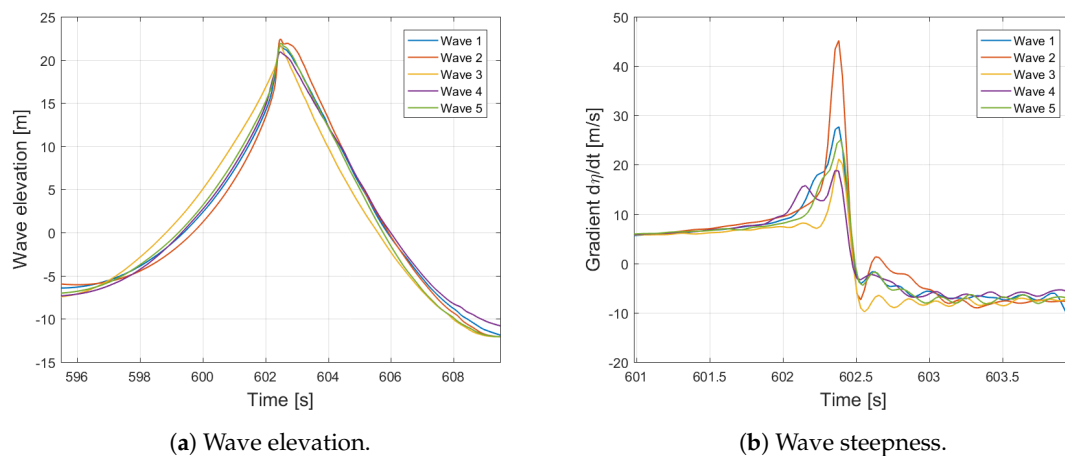 25
20
15
10
5
0
-5
-10
-15
Wave elevation [m]
596
598
600
602
604
606
608
Time [s]
Wave 1
Wave 2
Wave 3
Wave 4
Wave 5
(a) Wave elevation.
50
40
30
20
10
0
-10
-20
Gradient dη/dt [m/s]
601
601.5
602
602.5
603
603.5
Time [s]
Wave 1
Wave 2
Wave 3
Wave 4
Wave 5
(b) Wave steepness.